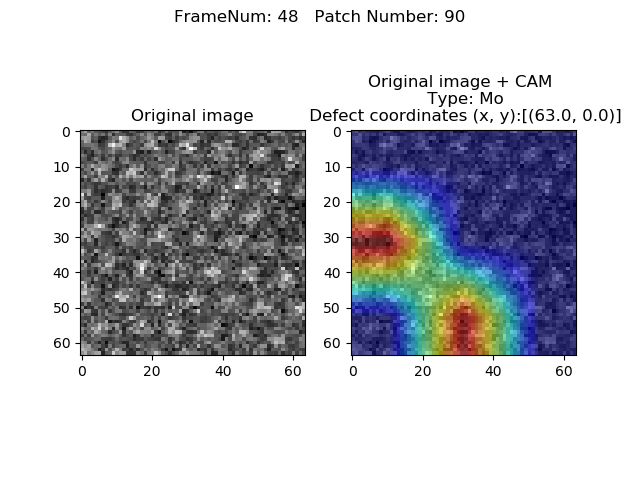 FrameNum: 48   Patch Number: 90
Original image
Original image + CAM
Type: Mo
Defect coordinates (x, y):[(63.0, 0.0)]
0
10
20
30
40
50
60
0 20 40 60
0
10
20
30
40
50
60
0 20 40 60